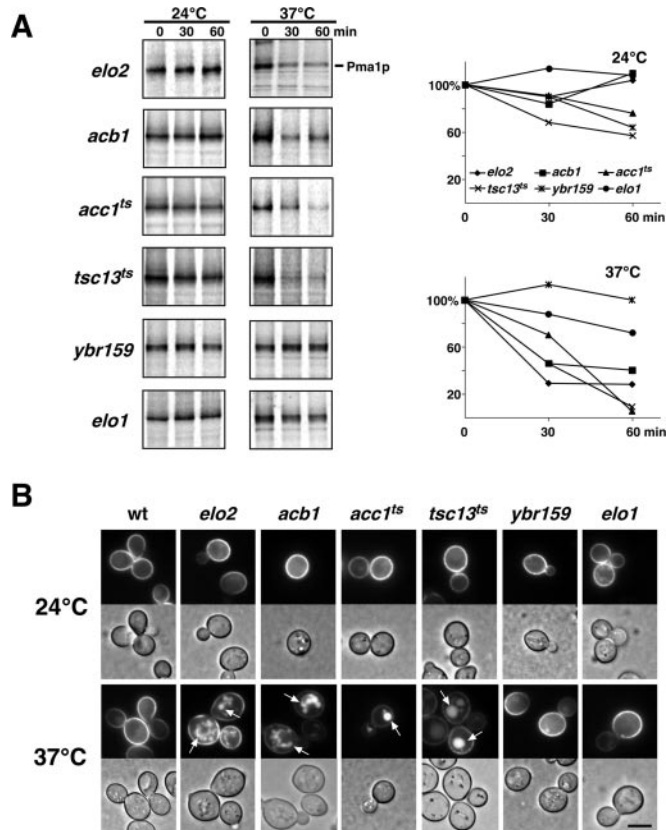 A
24°C 37°C
0 30 60 0 30 60 min
elo2
Pma1p
acb1
acc1ts
tsc13ts
ybr159
elo1
24°C
100%
60
20
elo2 acb1 acc1ts
tsc13ts ybr159 elo1
0 30 60 min
37°C
100%
60
20
0 30 60 min
B
wt elo2 acb1 acc1ts tsc13ts ybr159 elo1
24°C
37°C